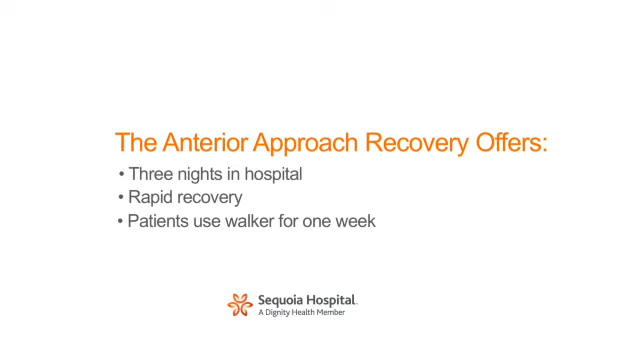 The Anterior Approach Recovery Offers:
• Three nights in hospital
• Rapid recovery
• Patients use walker for one week
Sequoia Hospital.
A Dignity Health Member